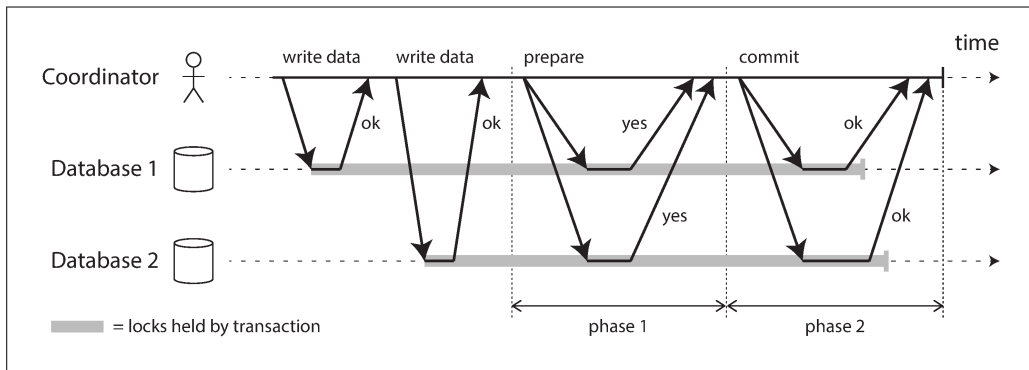 time
write data
write data
prepare
commit
Coordinator
ok
ok
yes
ok
Database 1
yes
ok
Database 2
= locks held by transaction
phase 1
phase 2